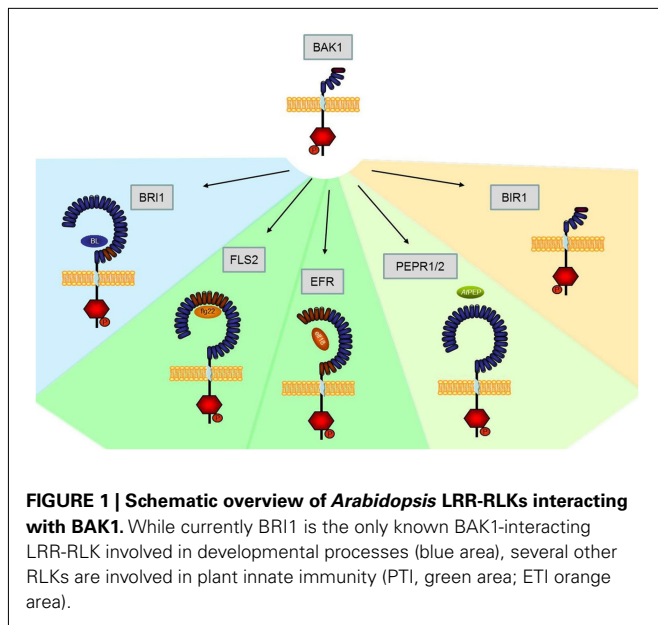 BAK1
P
BRI1
BIR1
FLS2
EFR
PEPR1/2
BL
flg22
AtPEP
P
P
P
P
P
FIGURE 1 | Schematic overview of Arabidopsis LRR-RLKs interacting
with BAK1. While currently BRI1 is the only known BAK1-interacting
LRR-RLK involved in developmental processes (blue area), several other
RLKs are involved in plant innate immunity (PTI, green area; ETI orange
area).